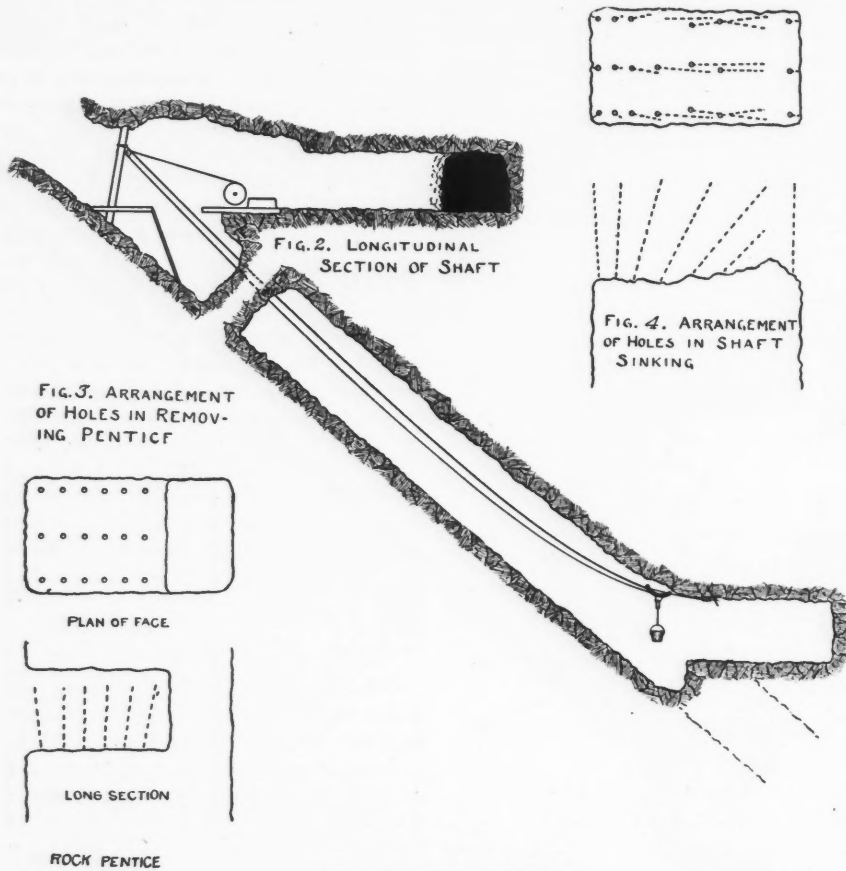 FIG. 2. LONGITUDINAL
SECTION OF SHAFT
FIG. 4. ARRANGEMENT
OF HOLES IN SHAFT
SINKING
FIG. 3. ARRANGEMENT
OF HOLES IN REMOV-
ING PENTICE
PLAN OF FACE
LONG SECTION
ROCK PENTICE